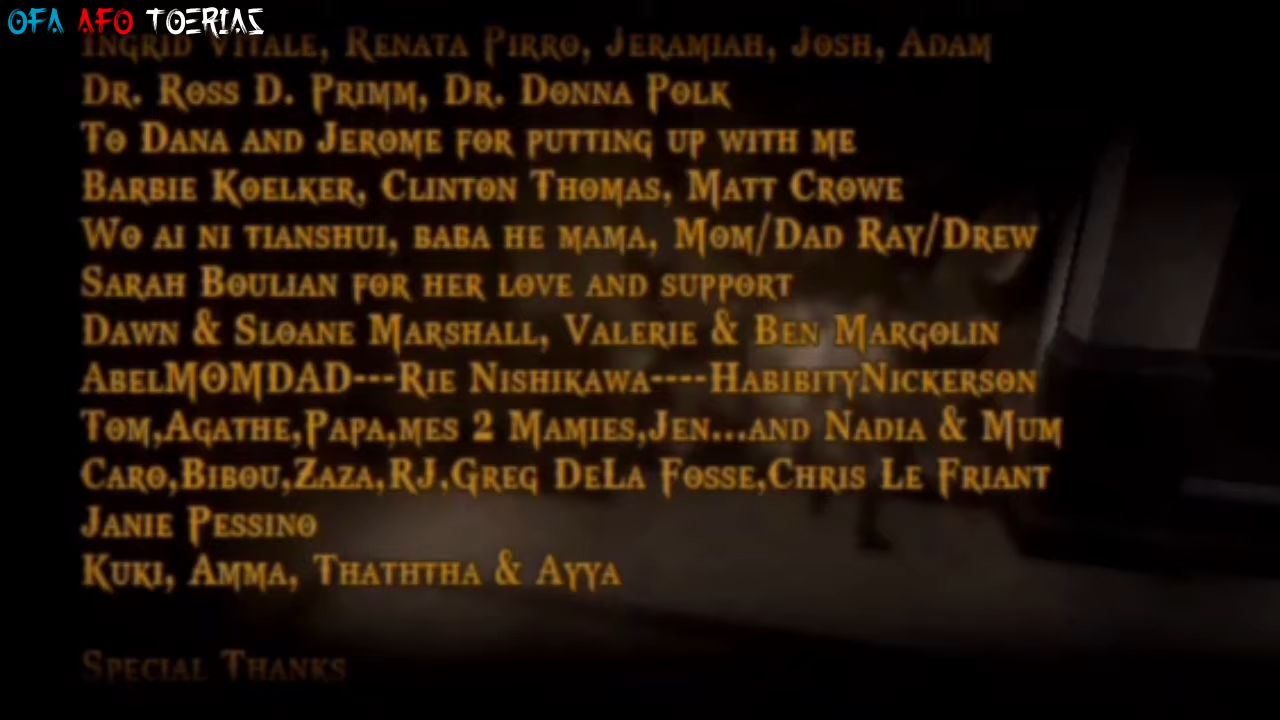 OFA AFO TOERIAS
Ingrid Vitale, Renata Pirro, Jeramiah, Josh, Adam
Dr. Ross D. Primm, Dr. Donna Polk
To Dana and Jerome for putting up with me
Barbie Koelker, Clinton Thomas, Matt Crowe
Wo ai ni tianshui, baba he mama, Mom/Dad Ray/Drew
Sarah Boulian for her love and support
Dawn & Sloane Marshall, Valerie & Ben Margolin
AbelMOMDAD---Rie Nishikawa----HabibityNickerson
Tom,Agathe,Papa,mes 2 Mamies,Jen...and Nadia & Mum
Caro,Bibou,Zaza,RJ,Greg DeLa Fosse,Chris Le Friant
Janie Pessino
Kuki, Amma, Thaththa & Ayya
Special Thanks